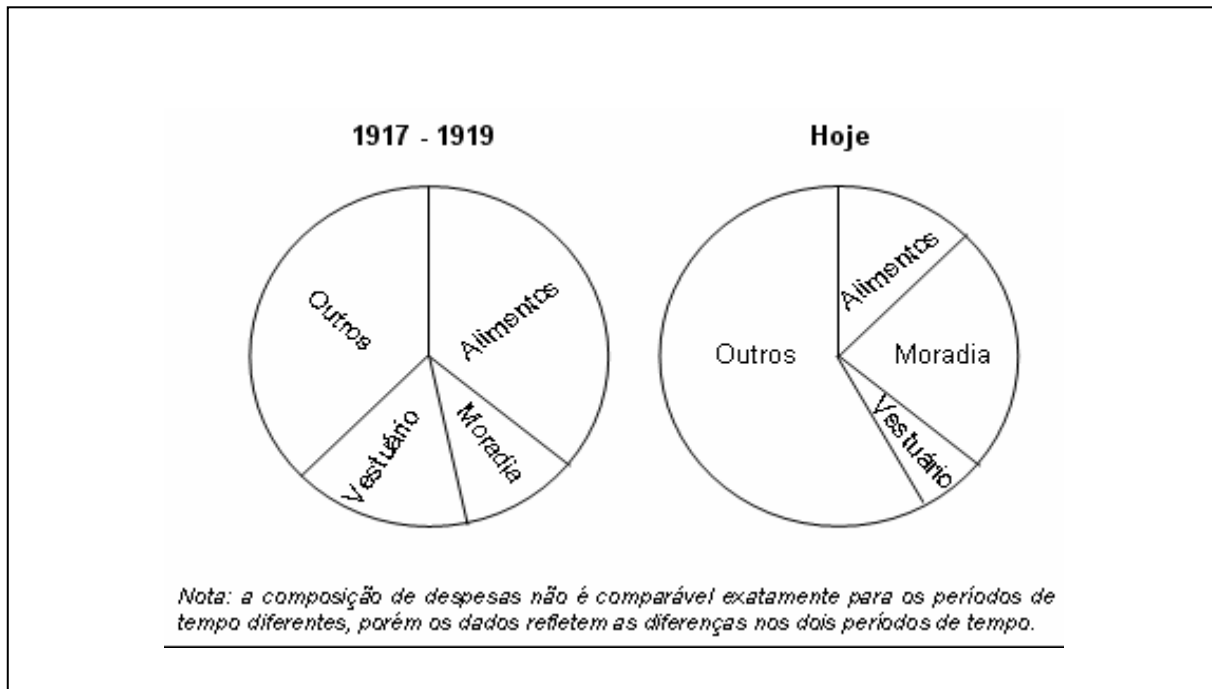 1917 - 1919
Hoje
Outros
Alimentos
Vestuário
Moradia
Alimentos
Outros
Moradia
Vestuário
Nota: a composição de despesas não é comparável exatamente para os períodos de
tempo diferentes, porém os dados refletem as diferenças nos dois períodos de tempo.